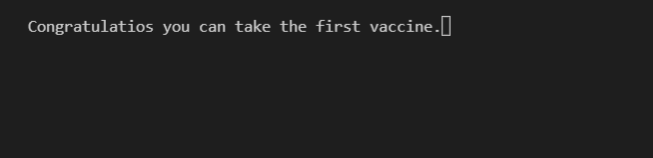 Congratulatios you can take the first vaccine.